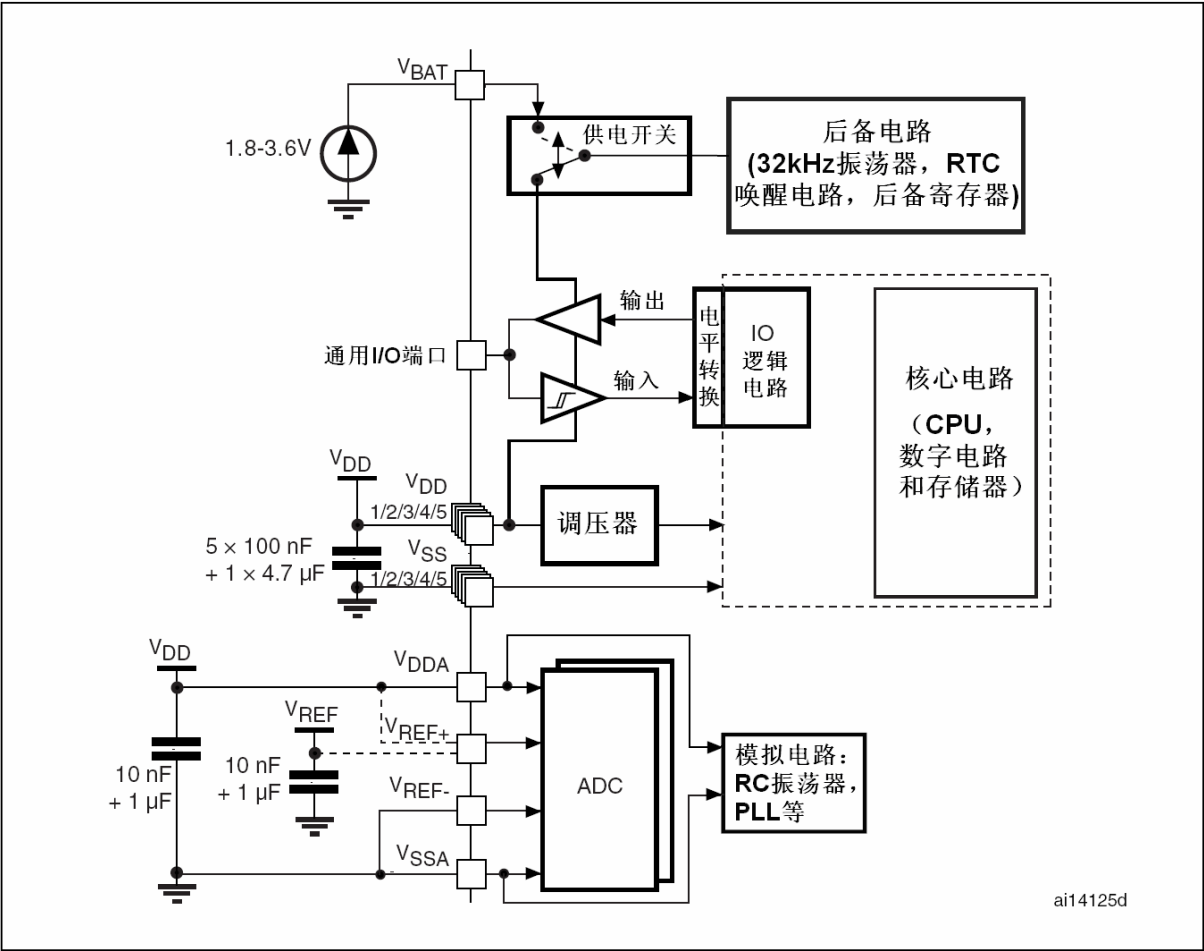 VBAT
供电开关
1.8-3.6V
后备电路
(32kHz振荡器，RTC
唤醒电路，后备寄存器)
输出
通用I/O端口
输入
电
平
转
换
IO
逻辑
电路
核心电路
（CPU，
数字电路
和存储器）
VDD
VDD
1/2/3/4/5
调压器
5 × 100 nF
+ 1 × 4.7 µF
VSS
1/2/3/4/5
VDD
VDDA
VREF
VREF+
10 nF
+ 1 µF
10 nF
+ 1 µF
VREF-
VSSA
ADC
模拟电路：
RC振荡器，
PLL等
ai14125d